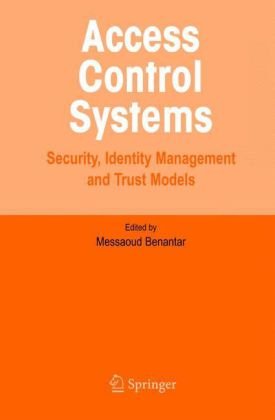 Access
Control
Systems
Security, Identity Management
and Trust Models
Edited by
Messaoud Benantar
Springer